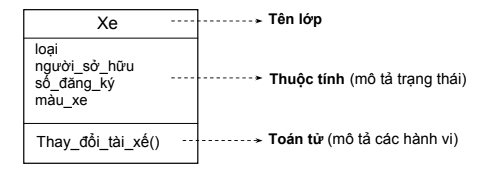 Xe
Tên lớp
loại
người_sở_hữu
số_đăng_ký
màu_xe
Thuộc tính (mô tả trạng thái)
Thay_đổi_tài_xế()
Toán tử (mô tả các hành vi)